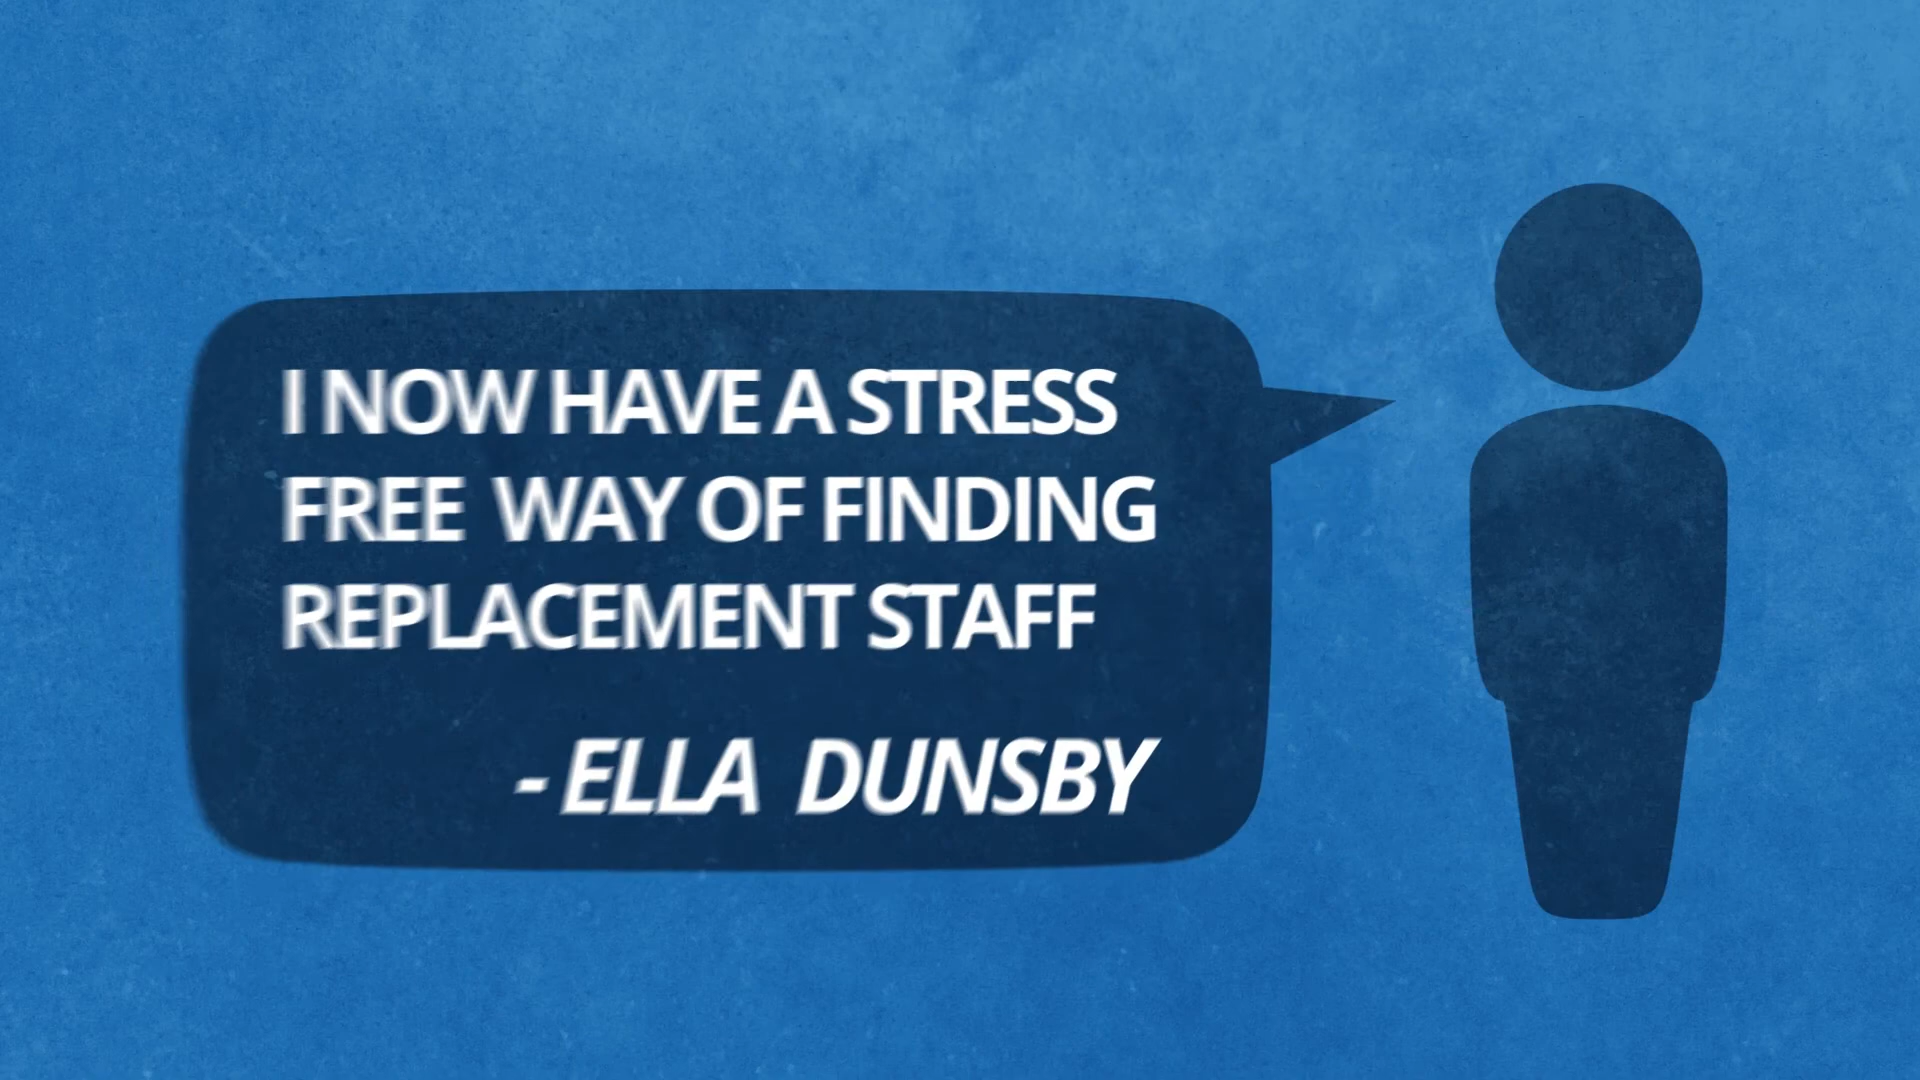 I NOW HAVE A STRESS
FREE WAY OF FINDING
REPLACEMENT STAFF
- ELLA DUNSBY